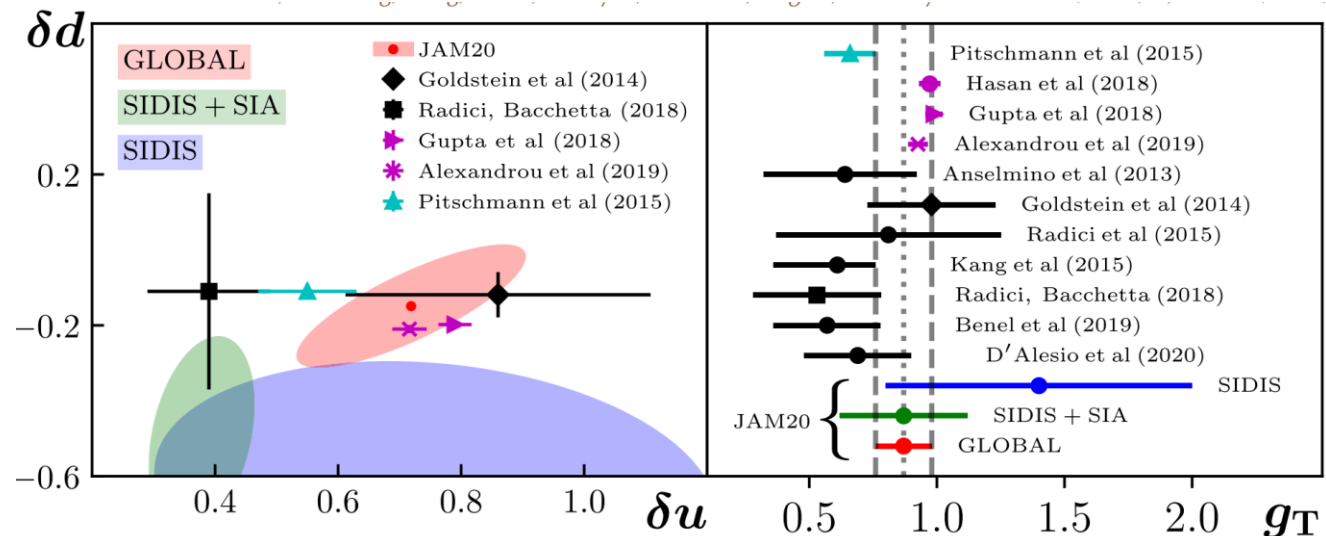 δd
GLOBAL
SIDIS + SIA
SIDIS
JAM20
Goldstein et al (2014)
Radici, Bacchetta (2018)
Gupta et al (2018)
Alexandrou et al (2019)
Pitschmann et al (2015)
0.2
−0.2
−0.6
0.4
0.6
0.8
1.0
δu
Pitschmann et al (2015)
Hasan et al (2018)
Gupta et al (2018)
Alexandrou et al (2019)
Anselmino et al (2013)
Goldstein et al (2014)
Radici et al (2015)
Kang et al (2015)
Radici, Bacchetta (2018)
Benel et al (2019)
D′Alesio et al (2020)
SIDIS
JAM20
SIDIS + SIA
GLOBAL
0.5
1.0
1.5
2.0
gT